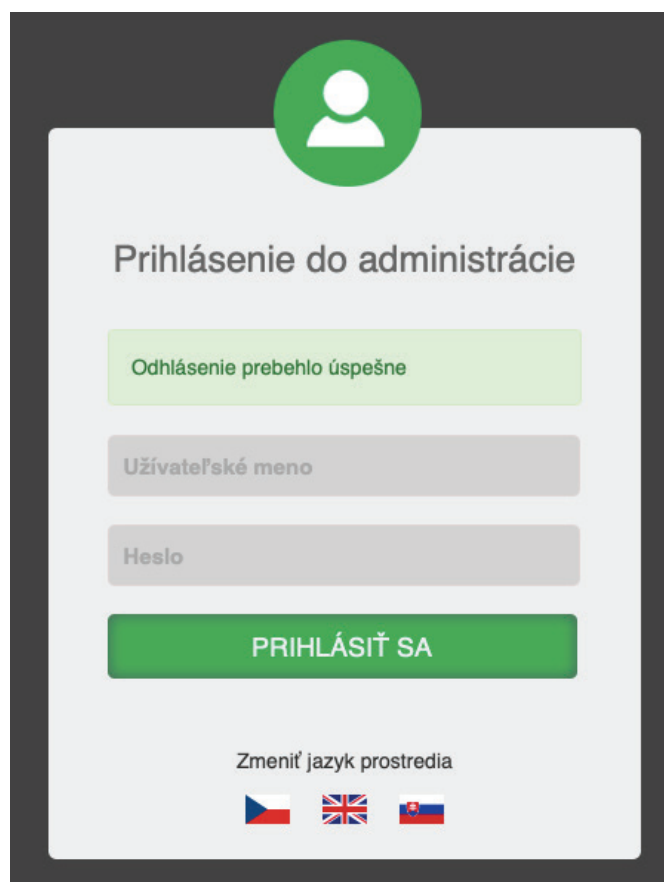 Prihlásenie do administrácie
Odhlásenie prebehlo úspešne
Užívateľské meno
Heslo
PRIHLÁSIŤ SA
Zmeniť jazyk prostredia